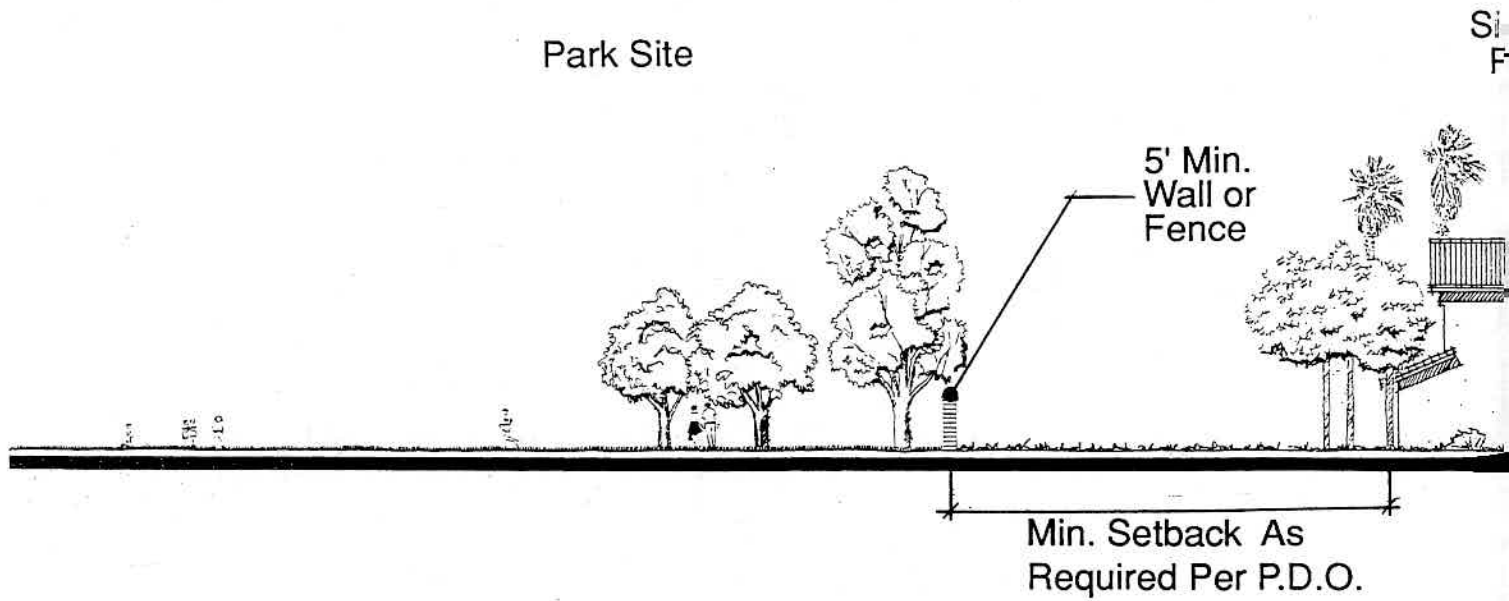 Park Site
5' Min.
Wall or
Fence
Min. Setback As
Required Per P.D.O.